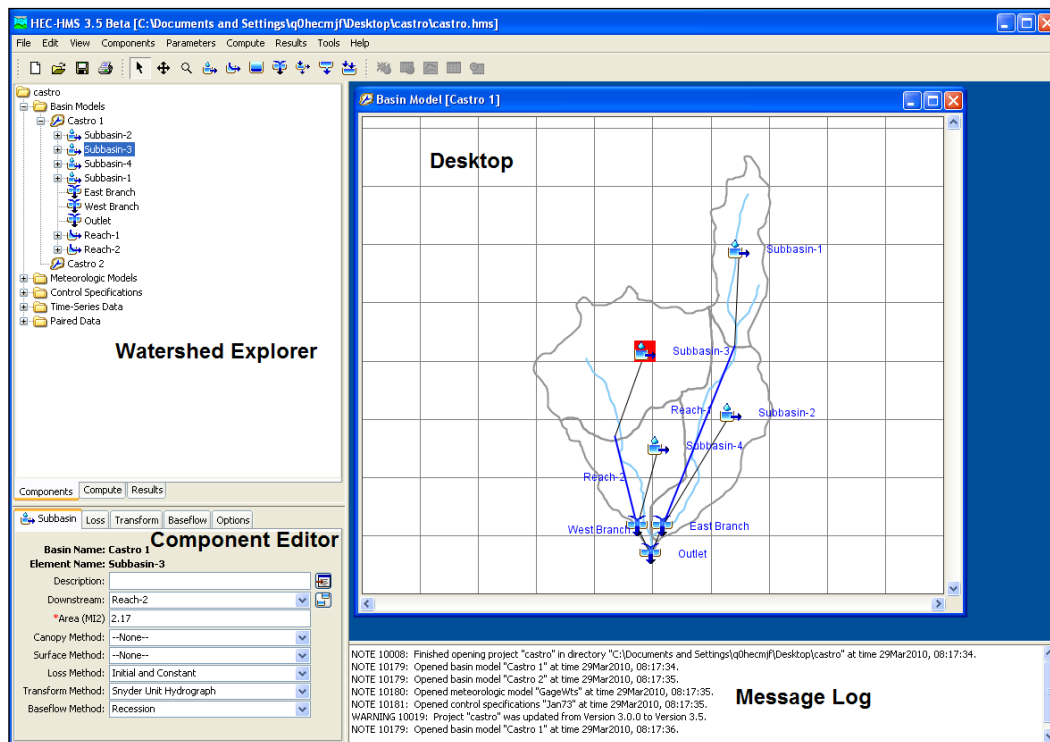 HEC-HMS 3.5 Beta [C:\Documents and Settings\q0hecmjf\Desktop\castro\castro.hms]
File Edit View Components Parameters Compute Results Tools Help
castro
Basin Models
Castro 1
Subbasin-2
Subbasin-3
Subbasin-4
Subbasin-1
East Branch
West Branch
Outlet
Reach-1
Reach-2
Castro 2
Meteorologic Models
Control Specifications
Time-Series Data
Paired Data
Watershed Explorer
Components Compute Results
Subbasin Loss Transform Baseflow Options
Component Editor
Basin Name: Castro 1
Element Name: Subbasin-3
Description:
Downstream: Reach-2
*Area (MI2) 2.17
Canopy Method: --None--
Surface Method: --None--
Loss Method: Initial and Constant
Transform Method: Snyder Unit Hydrograph
Baseflow Method: Recession
Basin Model [Castro 1]
Desktop
Subbasin-1
Subbasin-3
Reach-1
Subbasin-2
Subbasin-4
Reach-2
West Branch
East Branch
Outlet
NOTE 10008: Finished opening project "castro" in directory "C:\Documents and Settings\q0hecmjf\Desktop\castro" at time 29Mar2010, 08:17:34.
NOTE 10179: Opened basin model "Castro 1" at time 29Mar2010, 08:17:34.
NOTE 10179: Opened basin model "Castro 2" at time 29Mar2010, 08:17:35.
NOTE 10180: Opened meteorologic model "GageWts" at time 29Mar2010, 08:17:35.
NOTE 10181: Opened control specifications "Jan73" at time 29Mar2010, 08:17:35.
WARNING 10019: Project "castro" was updated from Version 3.0.0 to Version 3.5.
NOTE 10179: Opened basin model "Castro 1" at time 29Mar2010, 08:17:36.
Message Log